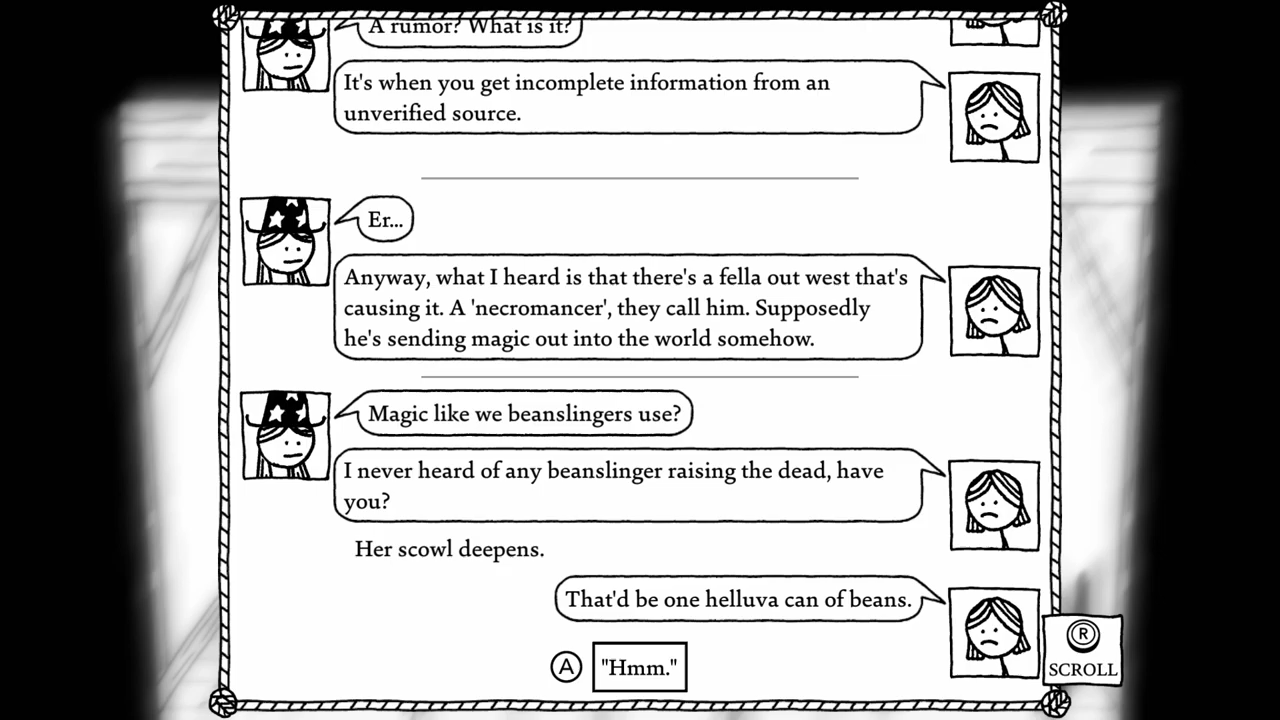 A rumor? What is it?
It's when you get incomplete information from an
unverified source.
Er...
Anyway, what I heard is that there's a fella out west that's
causing it. A 'necromancer', they call him. Supposedly
he's sending magic out into the world somehow.
Magic like we beanslingers use?
I never heard of any beanslinger raising the dead, have
you?
Her scowl deepens.
That'd be one helluva can of beans.
A "Hmm."
R
SCROLL